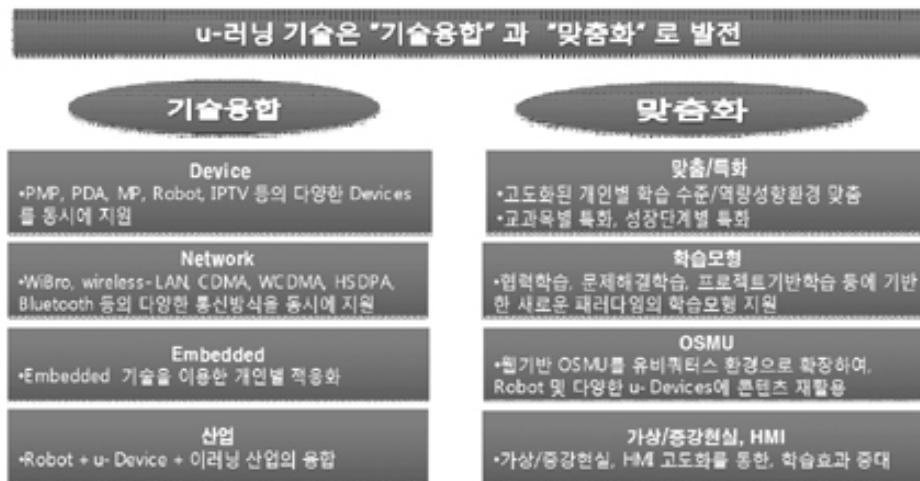 u-러닝 기술은 "기술융합" 과 "맞춤화" 로 발전
기술융합
Device
•PMP, PDA, MP, Robot, IPTV 등의 다양한 Devices
를 동시에 지원
Network
•WiBro, wireless-LAN, CDMA, WCDMA, HSDPA,
Bluetooth 등의 다양한 통신방식을 동시에 지원
Embedded
•Embedded 기술을 이용한 개인별 적응화
산업
•Robot + u- Device + 이러닝 산업의 융합
맞춤화
맞춤/특화
•고도화된 개인별 학습 수준/역량성향환경 맞춤
•교과목별 특화, 성장단계별 특화
학습모형
•협력학습, 문제해결학습, 프로젝트기반학습 등에 기반
한 새로운 패러다임의 학습모형 지원
OSMU
•웹기반 OSMU를 유비쿼터스 환경으로 확장하여,
Robot 및 다양한 u- Devices에 콘텐츠 재활용
가상/증강현실, HMI
•가상/증강현실, HMI 고도화를 통한, 학습효과 증대